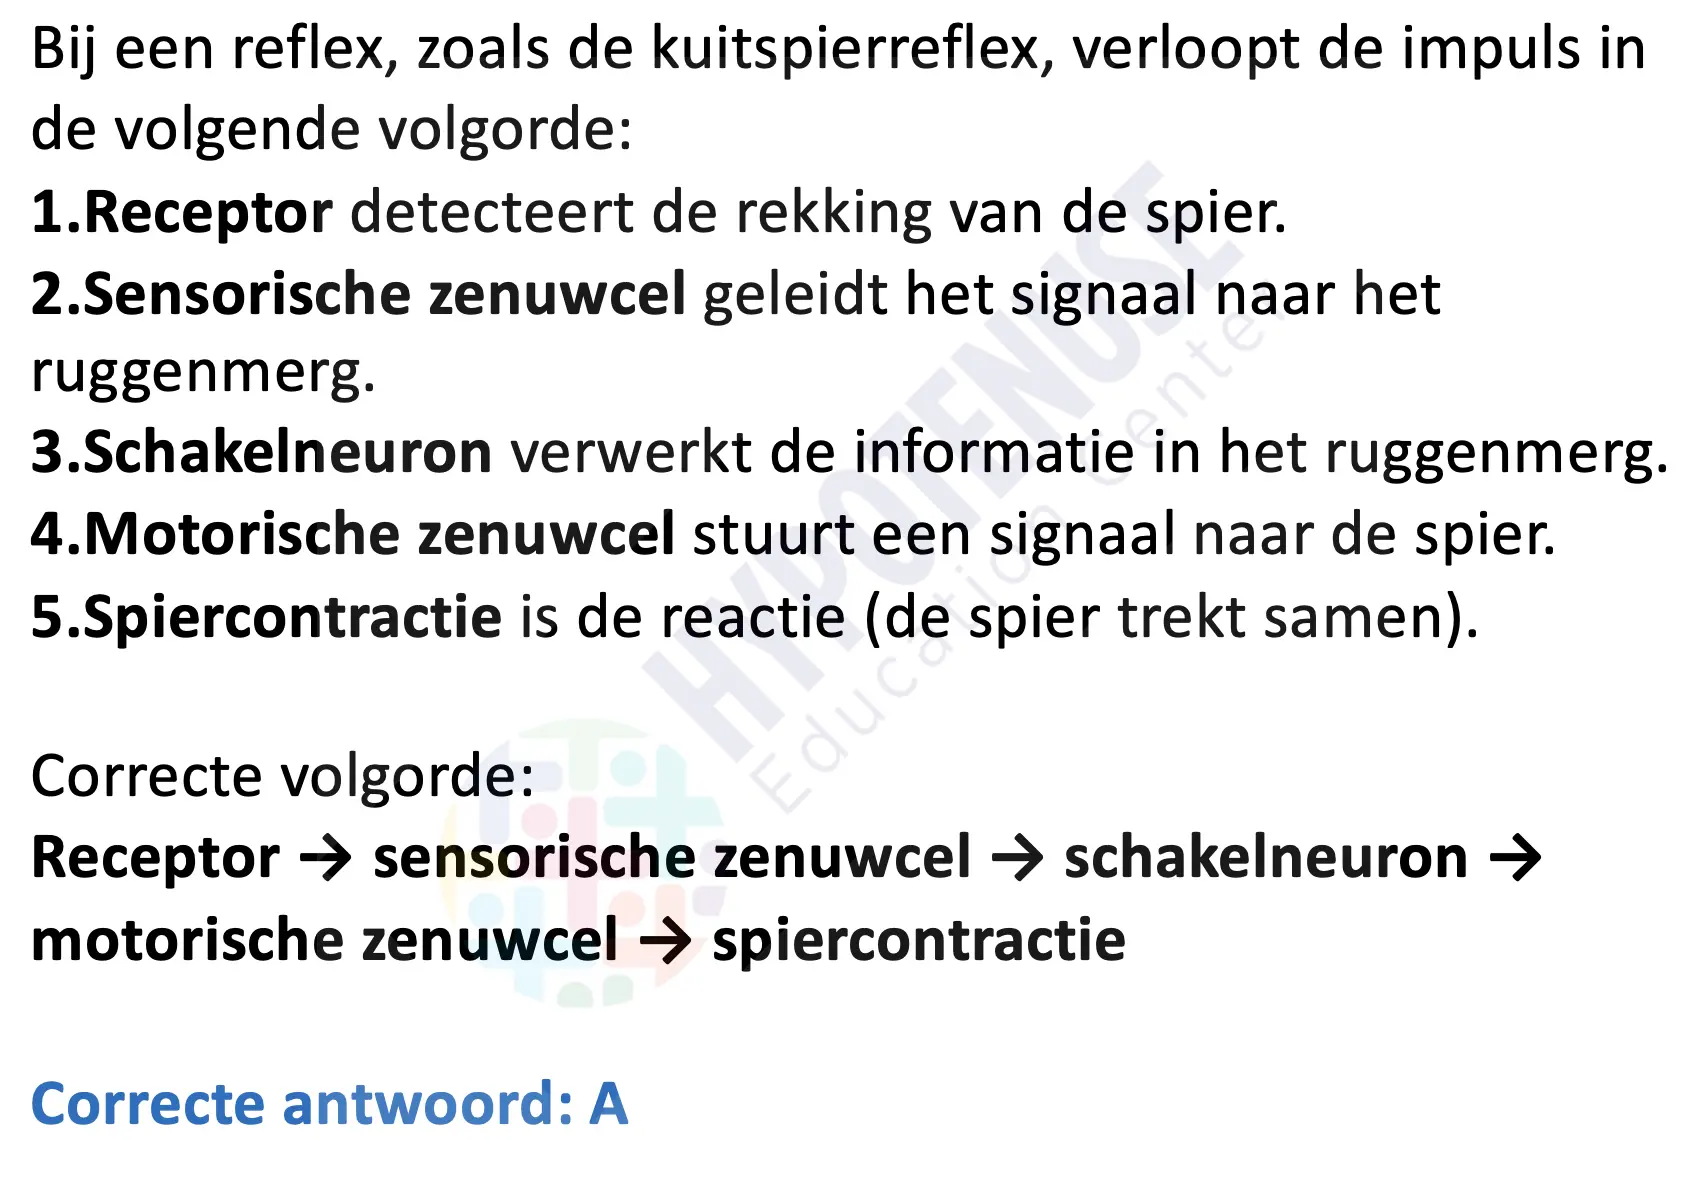 Bij een reflex, zoals de kuitspierreflex, verloopt de impuls in
de volgende volgorde:
1.Receptor detecteert de rekking van de spier.
2.Sensorische zenuwcel geleidt het signaal naar het
ruggenmerg.
3.Schakelneuron verwerkt de informatie in het ruggenmerg.
4.Motorische zenuwcel stuurt een signaal naar de spier.
5.Spiercontractie is de reactie (de spier trekt samen).
HYPOTENUSE
Education Center
Correcte volgorde:
Receptor → sensorische zenuwcel → schakelneuron →
motorische zenuwcel → spiercontractie
Correcte antwoord: A